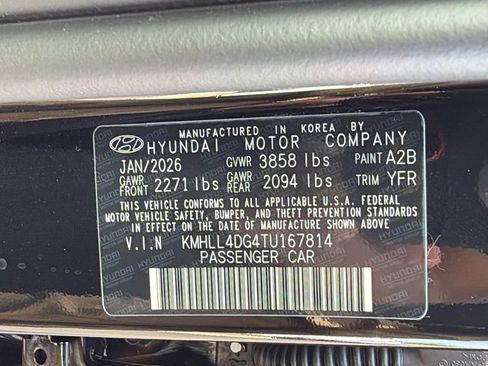 MANUFACTURED IN KOREA BY
HYUNDAI MOTOR COMPANY
JAN/2026 GVWR 3858 lbs PAINT A2B
GAWR FRONT 2271 lbs GAWR REAR 2094 lbs TRIM YFR
THIS VEHICLE CONFORMS TO ALL APPLICABLE U.S.A. FEDERAL
MOTOR VEHICLE SAFETY, BUMPER, AND THEFT PREVENTION
STANDARDS IN EFFECT ON THE
DATE OF MANUFACTURE SHOWN ABOVE.
V.I.N KMHLL4DG4TU167814
PASSENGER CAR